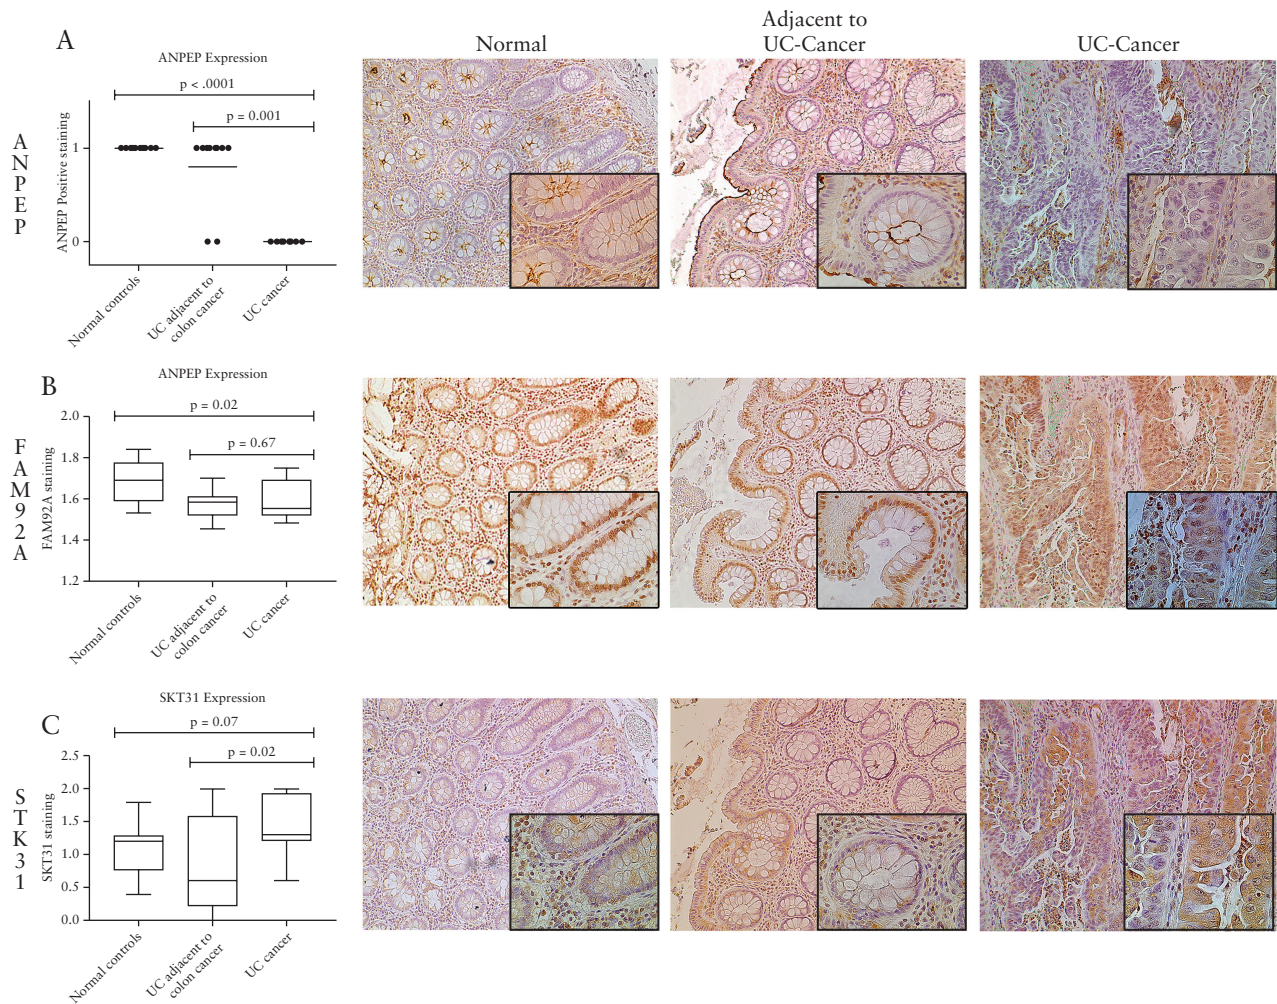 Normal
Adjacent to
UC-Cancer
UC-Cancer
A
ANPEP Expression
p < .0001
p = 0.001
ANPEP
ANPEP Positive staining
1
0
Normal controls
UC adjacent to
colon cancer
UC cancer
B
ANPEP Expression
p = 0.02
p = 0.67
FAM92A
FAM92A staining
2.0
1.8
1.6
1.4
1.2
Normal controls
UC adjacent to
colon cancer
UC cancer
C
SKT31 Expression
p = 0.07
p = 0.02
STK31
SKT31 staining
2.5
2.0
1.5
1.0
0.5
0.0
Normal controls
UC adjacent to
colon cancer
UC cancer